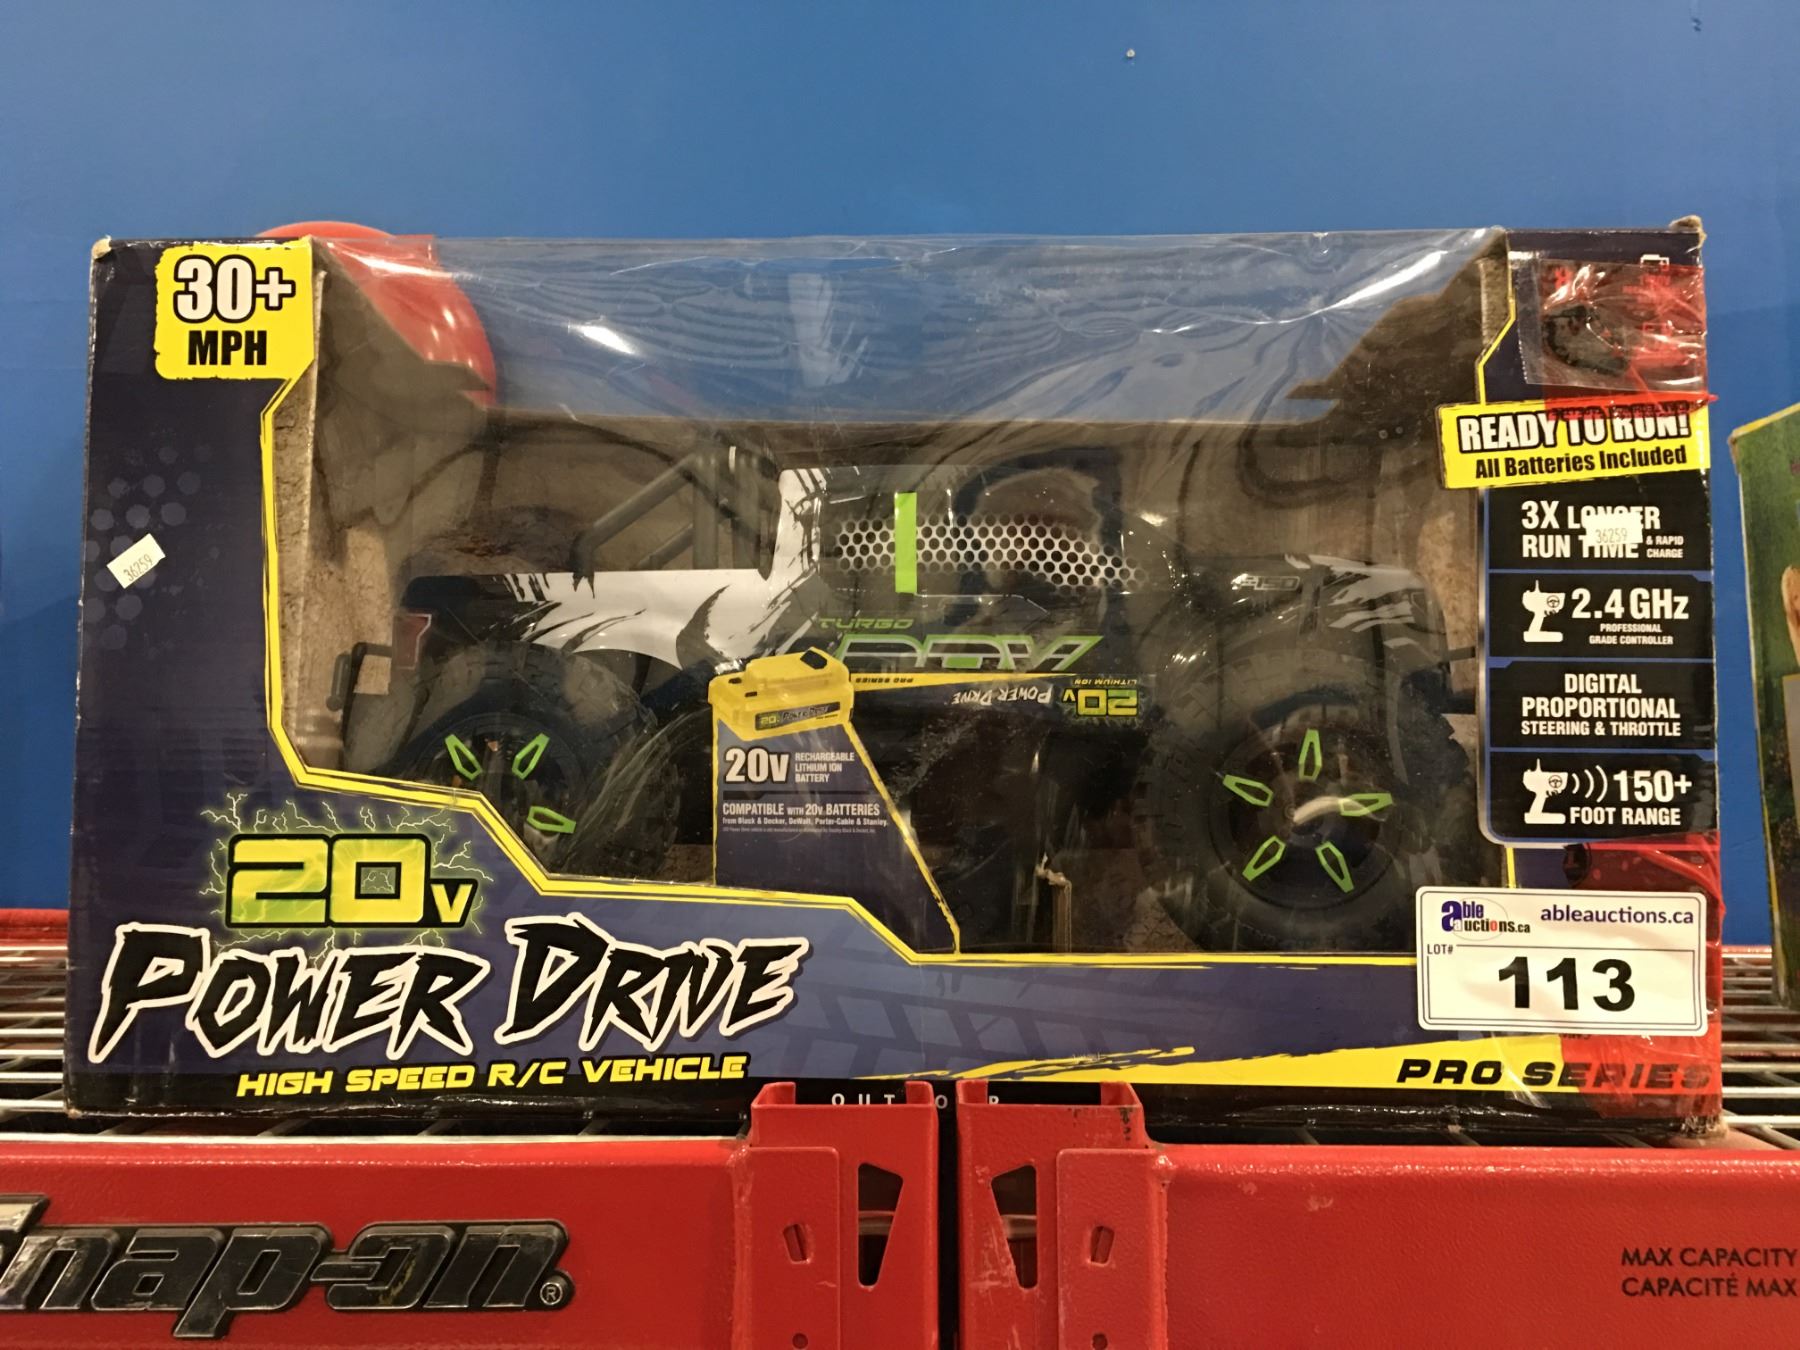 30+
MPH
READY TO RUN!
All Batteries Included
36259
3X LONGER
RUN TIME & RAPID
CHARGE
36259
2.4 GHz
PROFESSIONAL
GRADE CONTROLLER
DIGITAL
PROPORTIONAL
STEERING & THROTTLE
150+
FOOT RANGE
F-150
TURBO
PRO SERIES
POWER DRIVE
20v
LITHIUM ION
20v
RECHARGEABLE
LITHIUM ION
BATTERY
COMPATIBLE WITH 20v BATTERIES
from Black & Decker, DeWalt, Porter-Cable & Stanley.
20v
POWER DRIVE
HIGH SPEED R/C VEHICLE
able auctions.ca
ableauctions.ca
LOT#
113
PRO SERIES
Snap-on®
MAX CAPACITY
CAPACITÉ MAX